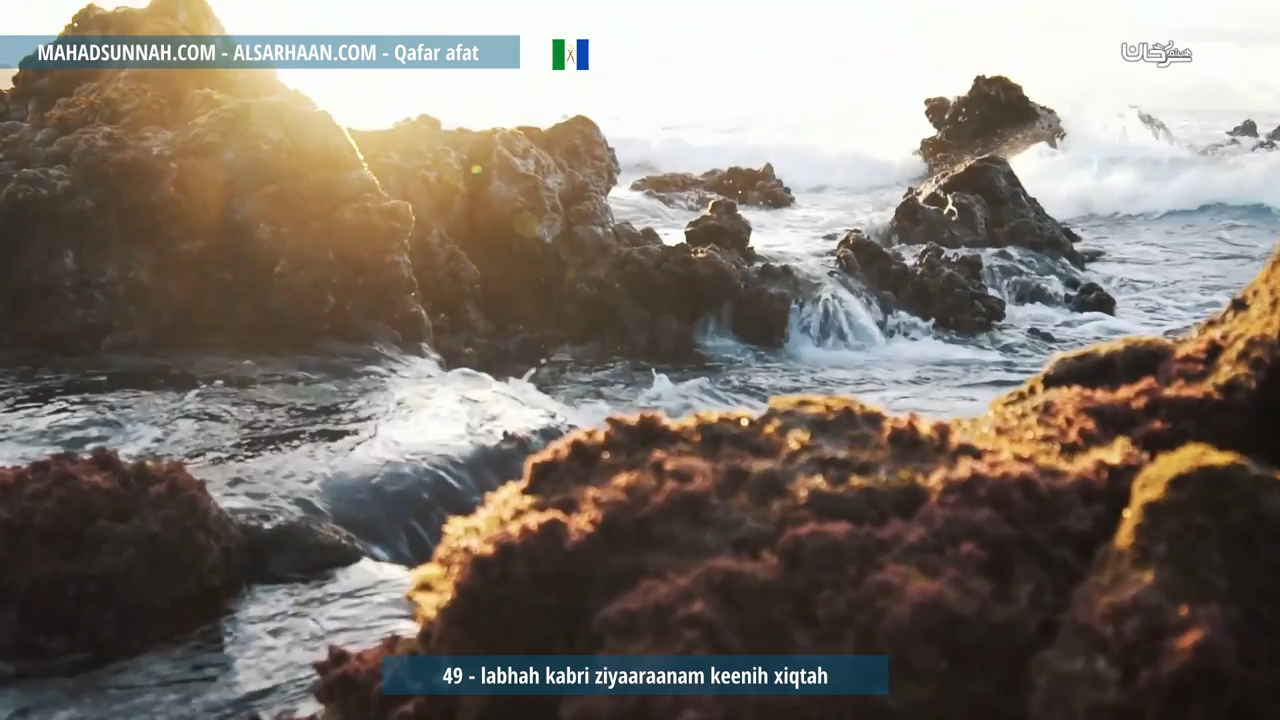 MAHADSUNNAH.COM - ALSARHAAN.COM - Qafar afat
49 - labhah kabri ziyaaraanam keenih xiqtah